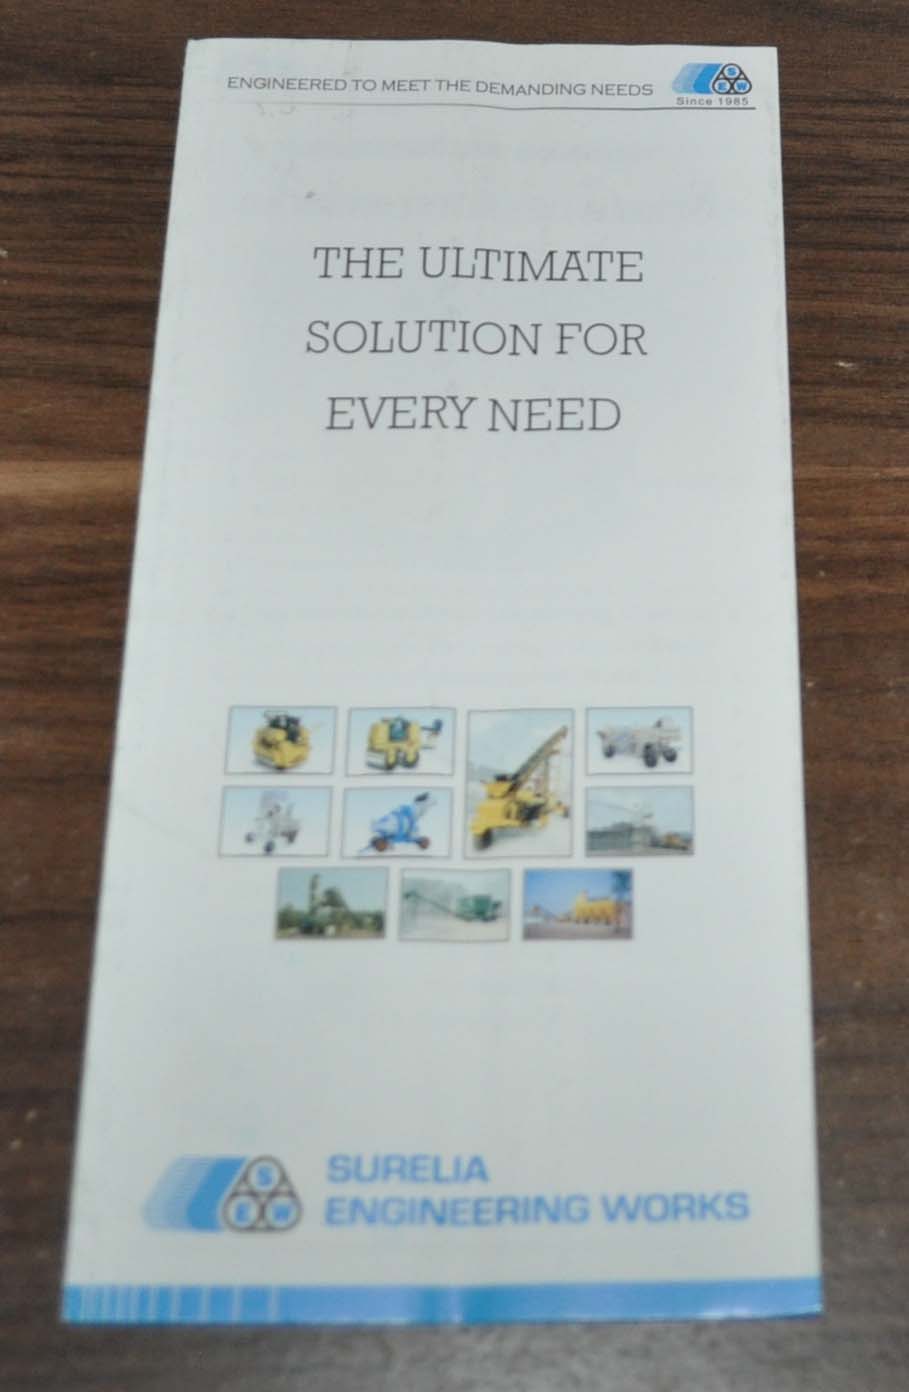 ENGINEERED TO MEET THE DEMANDING NEEDS
S
E W
Since 1985
THE ULTIMATE
SOLUTION FOR
EVERY NEED
S
E W
SURELIA
ENGINEERING WORKS